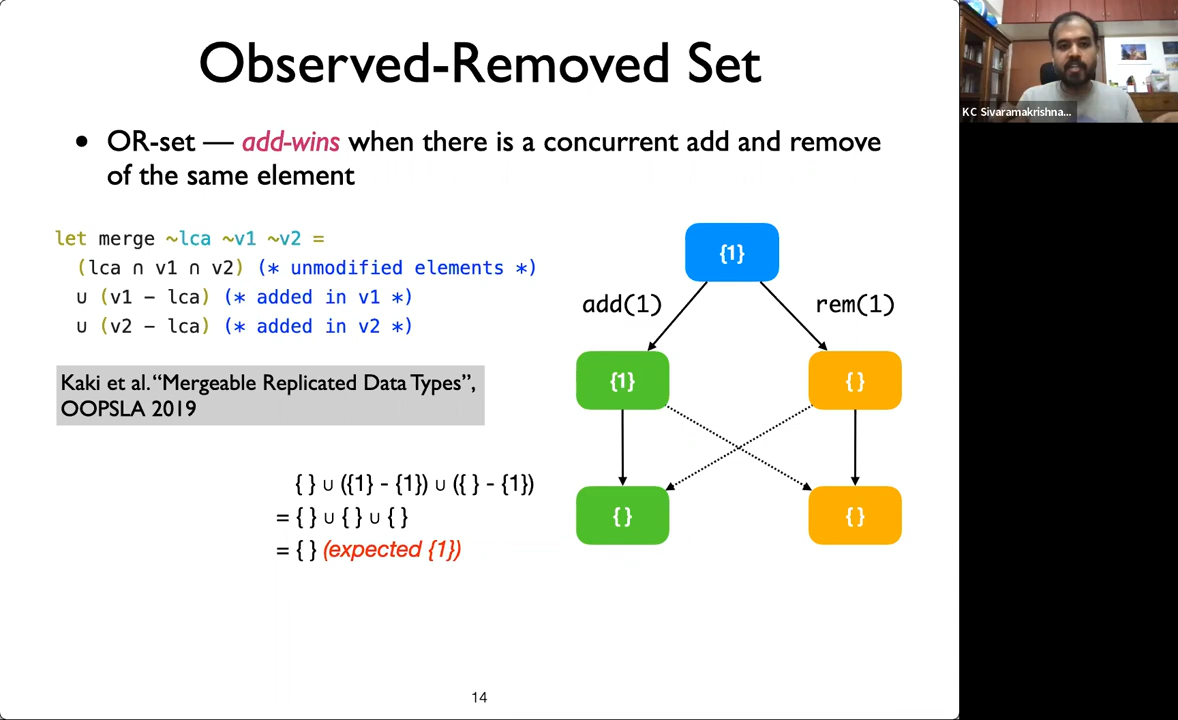 Observed-Removed Set
• OR-set — add-wins when there is a concurrent add and remove
of the same element
let merge ~lca ~v1 ~v2 =
(lca ∩ v1 ∩ v2) (* unmodified elements *)
∪ (v1 – lca) (* added in v1 *)
∪ (v2 – lca) (* added in v2 *)
Kaki et al. “Mergeable Replicated Data Types”,
OOPSLA 2019
{ } ∪ ({1} - {1}) ∪ ({ } - {1})
= { } ∪ { } ∪ { }
= { } (expected {1})
{1}
add(1)
rem(1)
{1}
{ }
{ }
{ }
14
KC Sivaramakrishna...